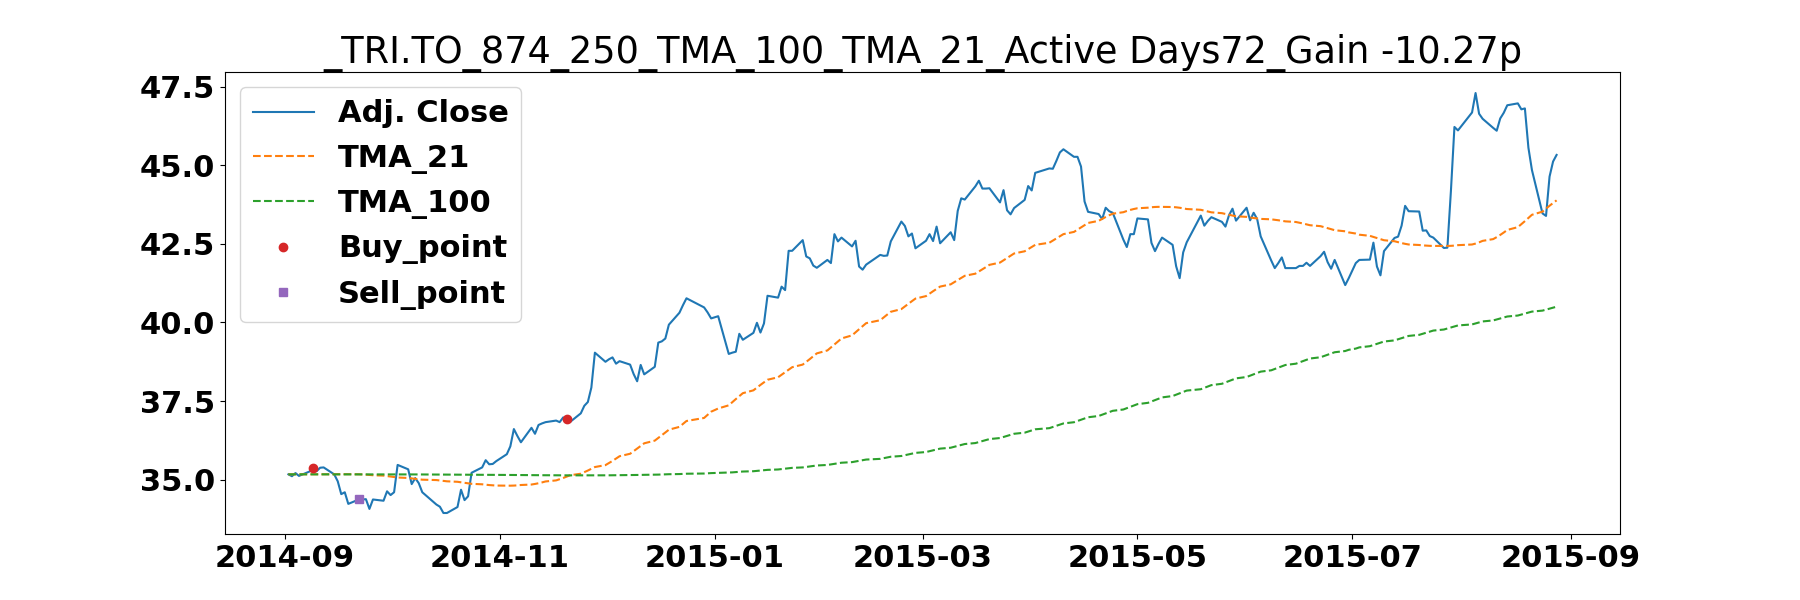 _TRI.TO_874_250_TMA_100_TMA_21_Active Days72_Gain -10.27p
47.5
45.0
42.5
40.0
37.5
35.0
Adj. Close
TMA_21
TMA_100
Buy_point
Sell_point
2014-09 2014-11 2015-01 2015-03 2015-05 2015-07 2015-09